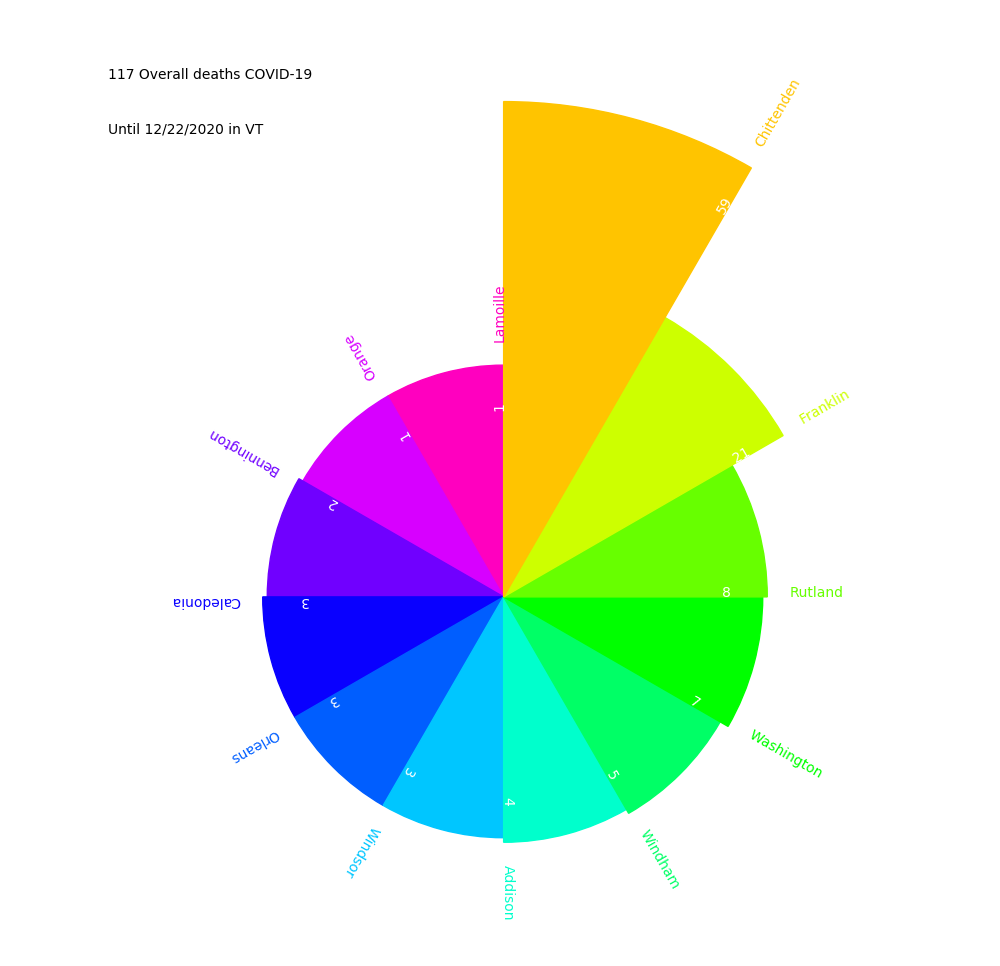 117 Overall deaths COVID-19
Until 12/22/2020 in VT
Chittenden
59
Franklin
21
Rutland
8
Washington
7
Windham
5
Addison
4
Windsor
3
Orleans
3
Caledonia
3
Bennington
2
Orange
1
Lamoille
1